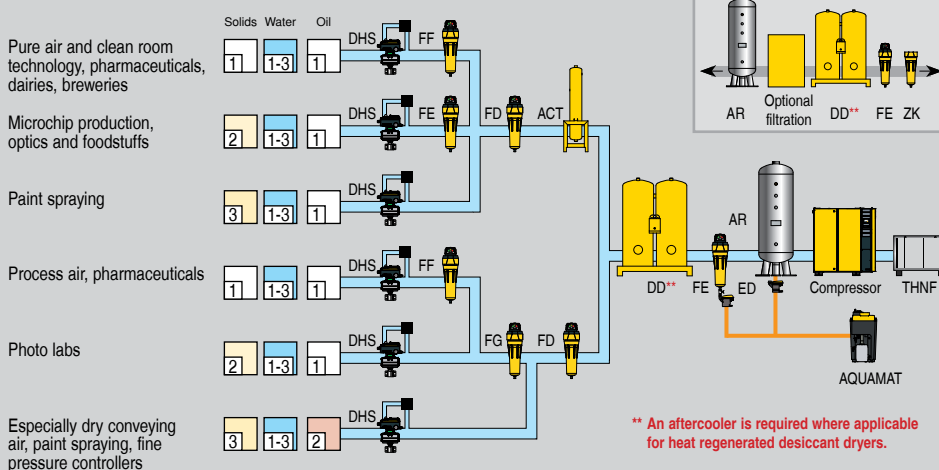 Solids Water Oil
Pure air and clean room
technology, pharmaceuticals,
dairies, breweries
1 1-3 1
DHS FF
Microchip production,
optics and foodstuffs
2 1-3 1
DHS FE FD ACT
Paint spraying
3 1-3 1
DHS
Process air, pharmaceuticals
1 1-3 1
DHS FF
Photo labs
2 1-3 1
DHS FG FD
Especially dry conveying
air, paint spraying, fine
pressure controllers
3 1-3 2
DHS
AR Optional
filtration
DD** FE ZK
AR
DD** FE ED Compressor THNF
AQUAMAT
** An aftercooler is required where applicable
for heat regenerated desiccant dryers.